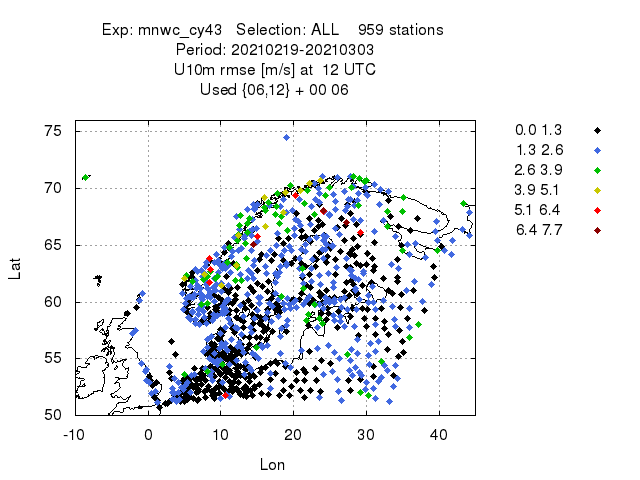 Exp: mnwc_cy43 Selection: ALL 959 stations
Period: 20210219-20210303
U10m rmse [m/s] at 12 UTC
Used {06,12} + 00 06
0.0 1.3
1.3 2.6
2.6 3.9
3.9 5.1
5.1 6.4
6.4 7.7
75
70
65
60
55
50
Lat
-10 0 10 20 30 40
Lon